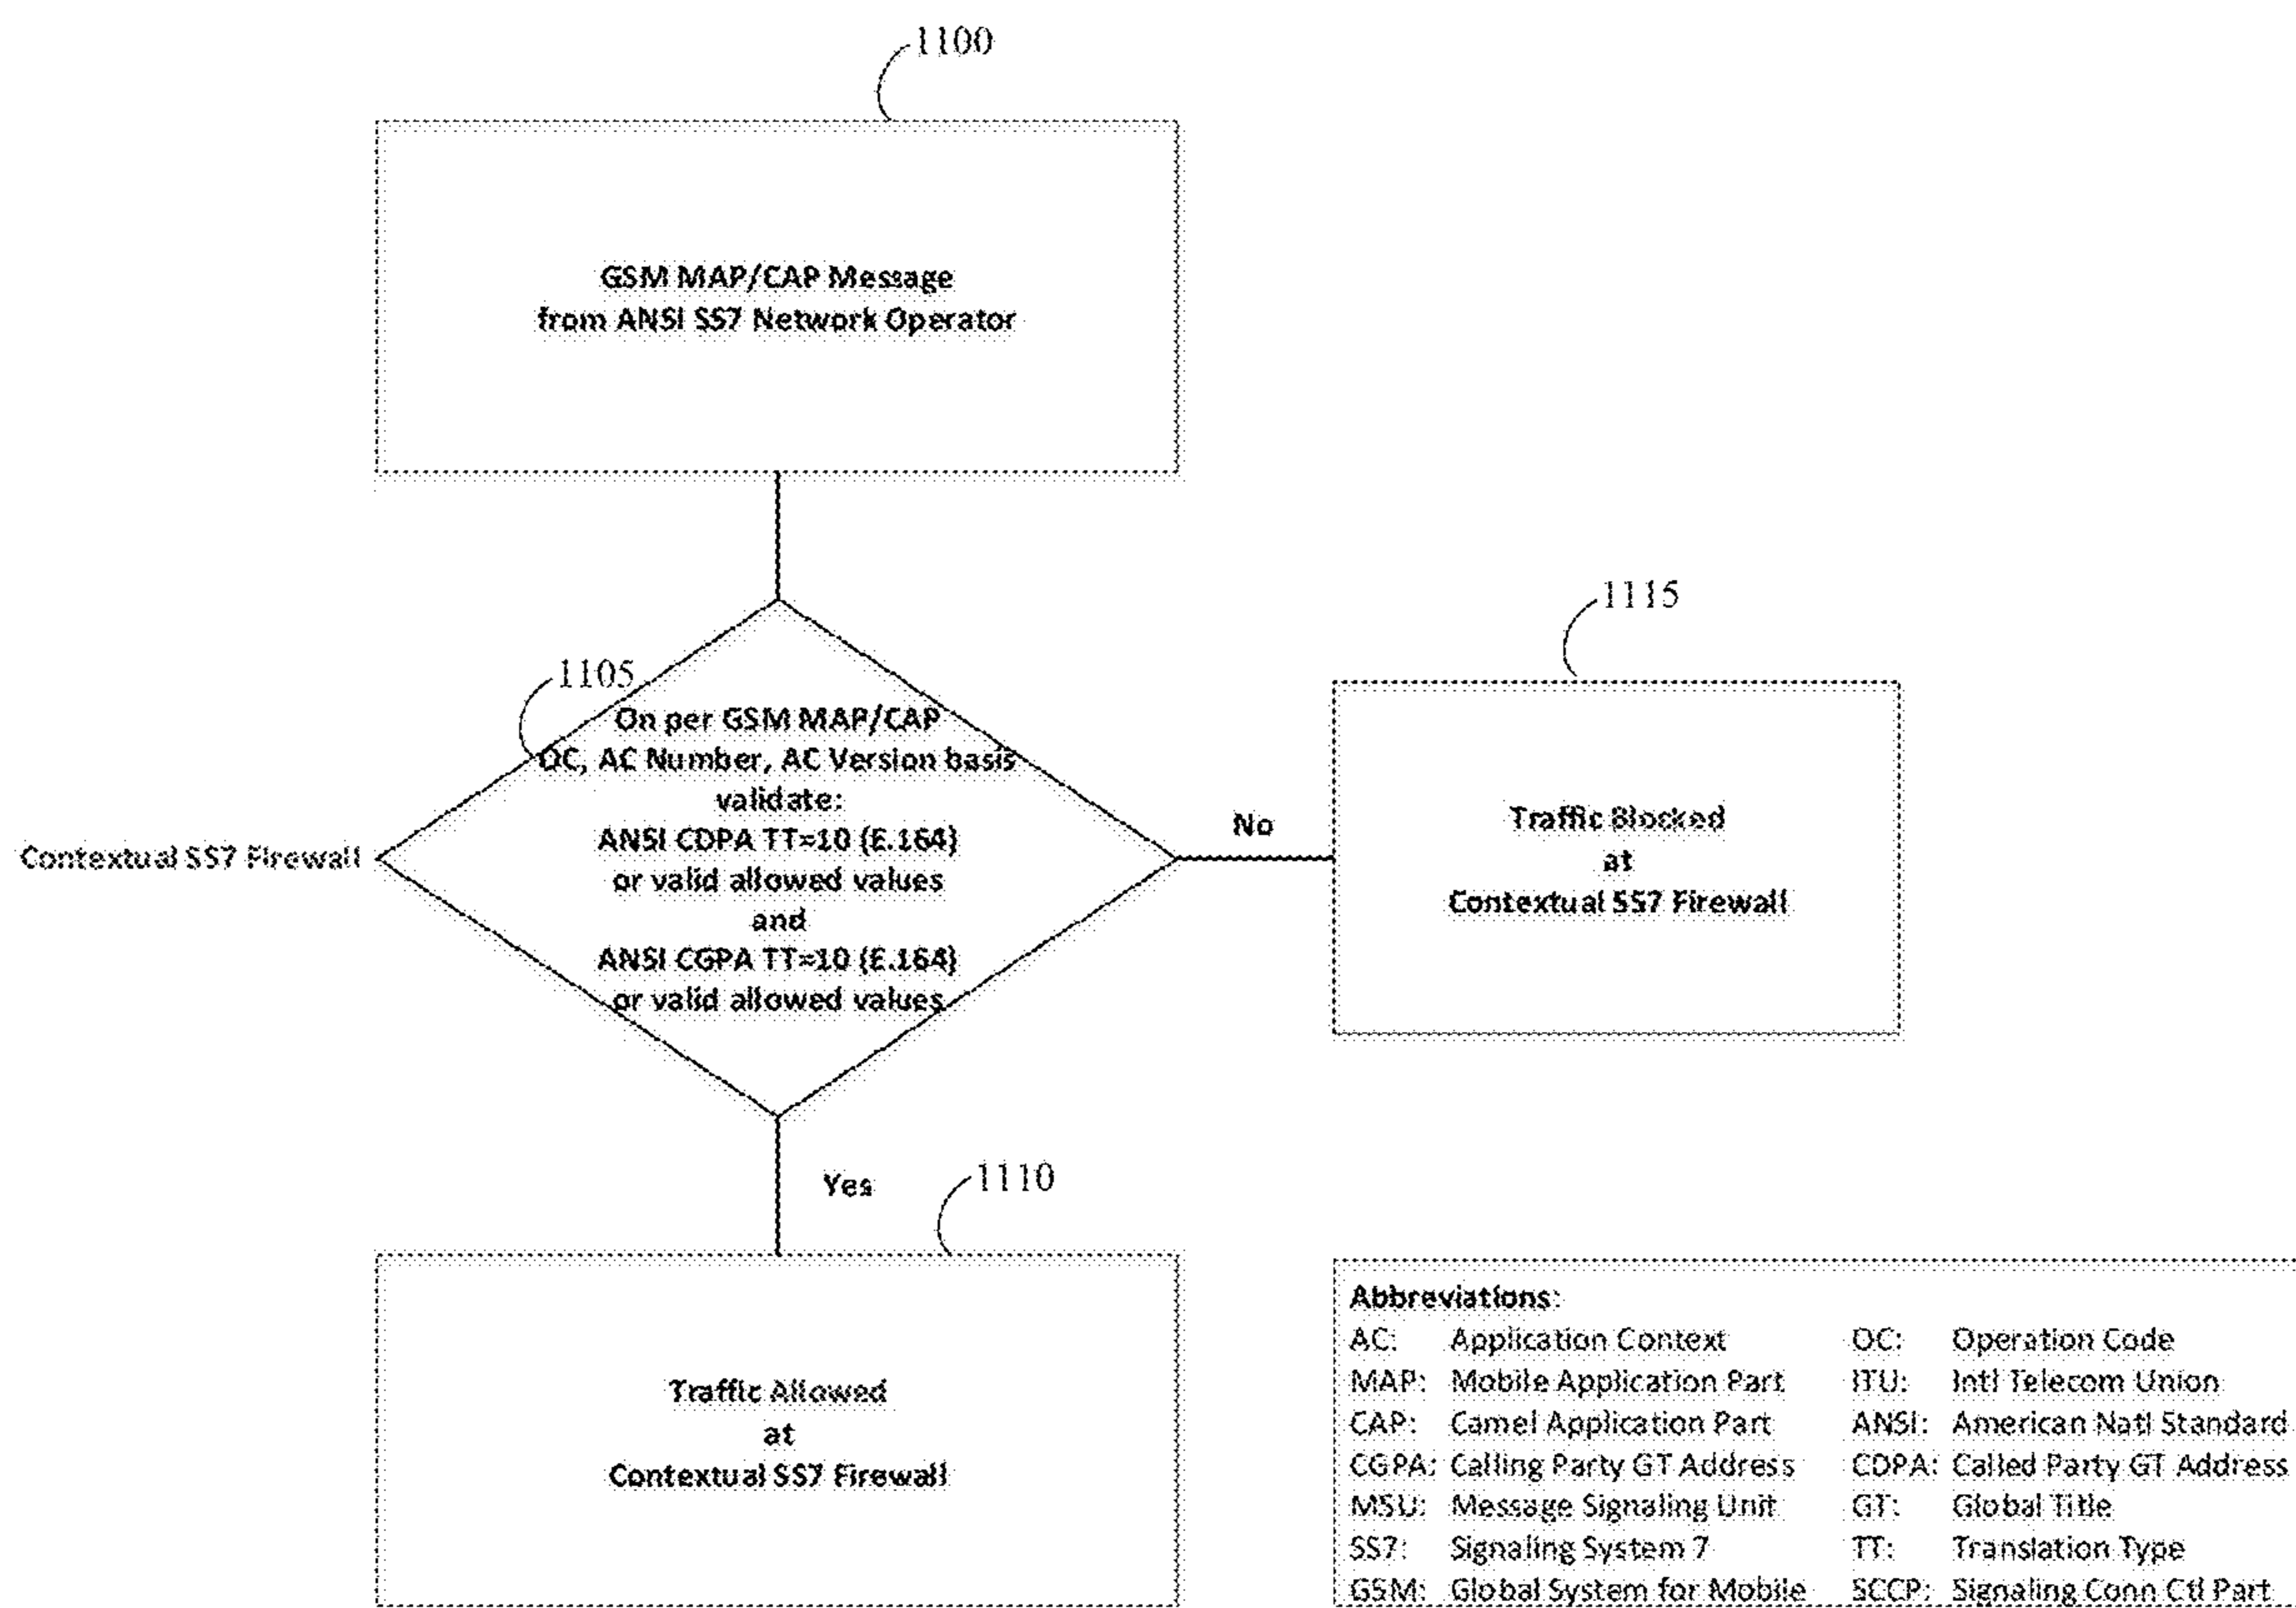 1100
GSM MAP/CAP Message
from ANSI SS7 Network Operator
1105
On per GSM MAP/CAP
OC, AC Number, AC Version basis
validate:
ANSI CDPA TT=10 (E.164)
or valid allowed values
and
ANSI CGPA TT=10 (E.164)
or valid allowed values
Contextual SS7 Firewall
No
1115
Traffic Blocked
at
Contextual SS7 Firewall
Yes
1110
Traffic Allowed
at
Contextual SS7 Firewall
Abbreviations:
AC: Application Context OC: Operation Code
MAP: Mobile Application Part ITU: Intl Telecom Union
CAP: Camel Application Part ANSI: American Natl Standard
CGPA: Calling Party GT Address CDPA: Called Party GT Address
MSU: Message Signaling Unit GT: Global Title
SS7: Signaling System 7 TT: Translation Type
GSM: Global System for Mobile SCCP: Signaling Conn Ctl Part